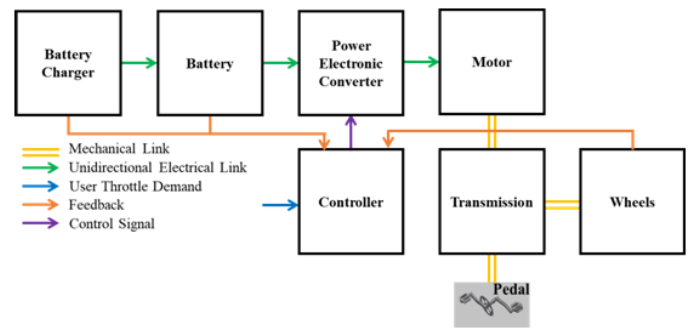 Battery
Charger
Battery
Power
Electronic
Converter
Motor
Mechanical Link
Unidirectional Electrical Link
User Throttle Demand
Feedback
Control Signal
Controller
Transmission
Wheels
Pedal